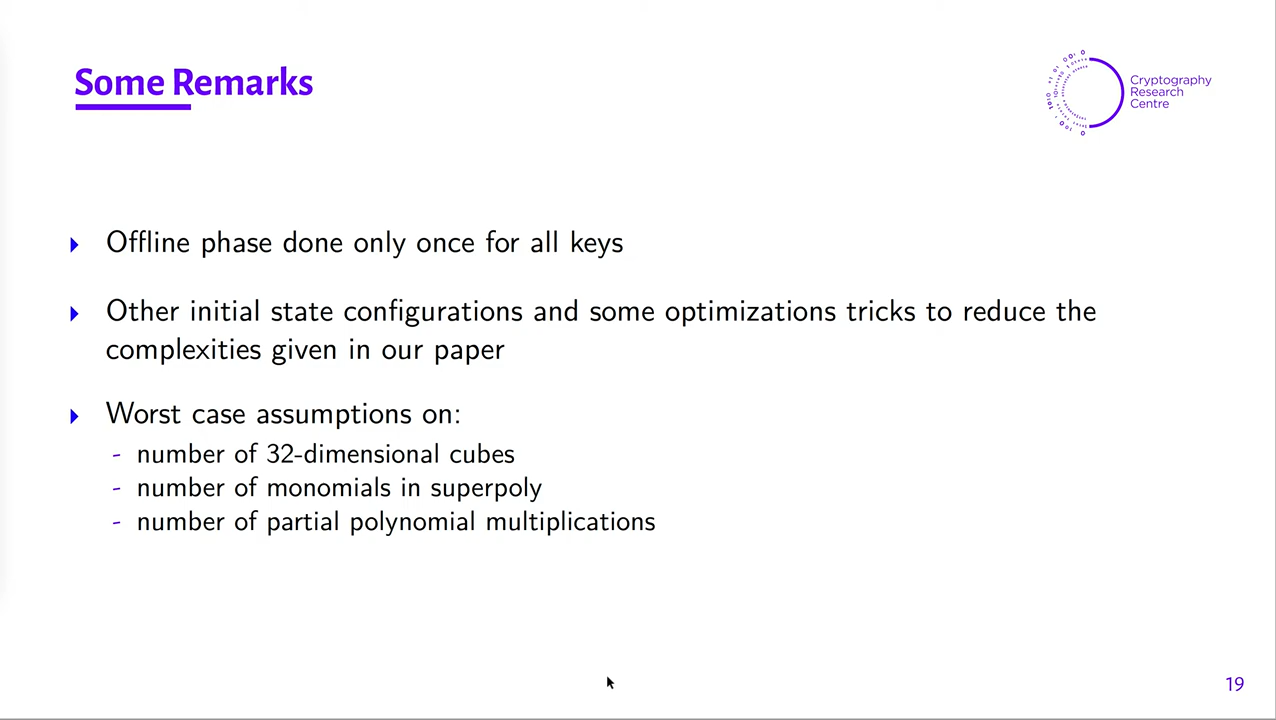 Some Remarks
Cryptography
Research
Centre
Offline phase done only once for all keys
Other initial state configurations and some optimizations tricks to reduce the
complexities given in our paper
Worst case assumptions on:
- number of 32-dimensional cubes
- number of monomials in superpoly
- number of partial polynomial multiplications
19